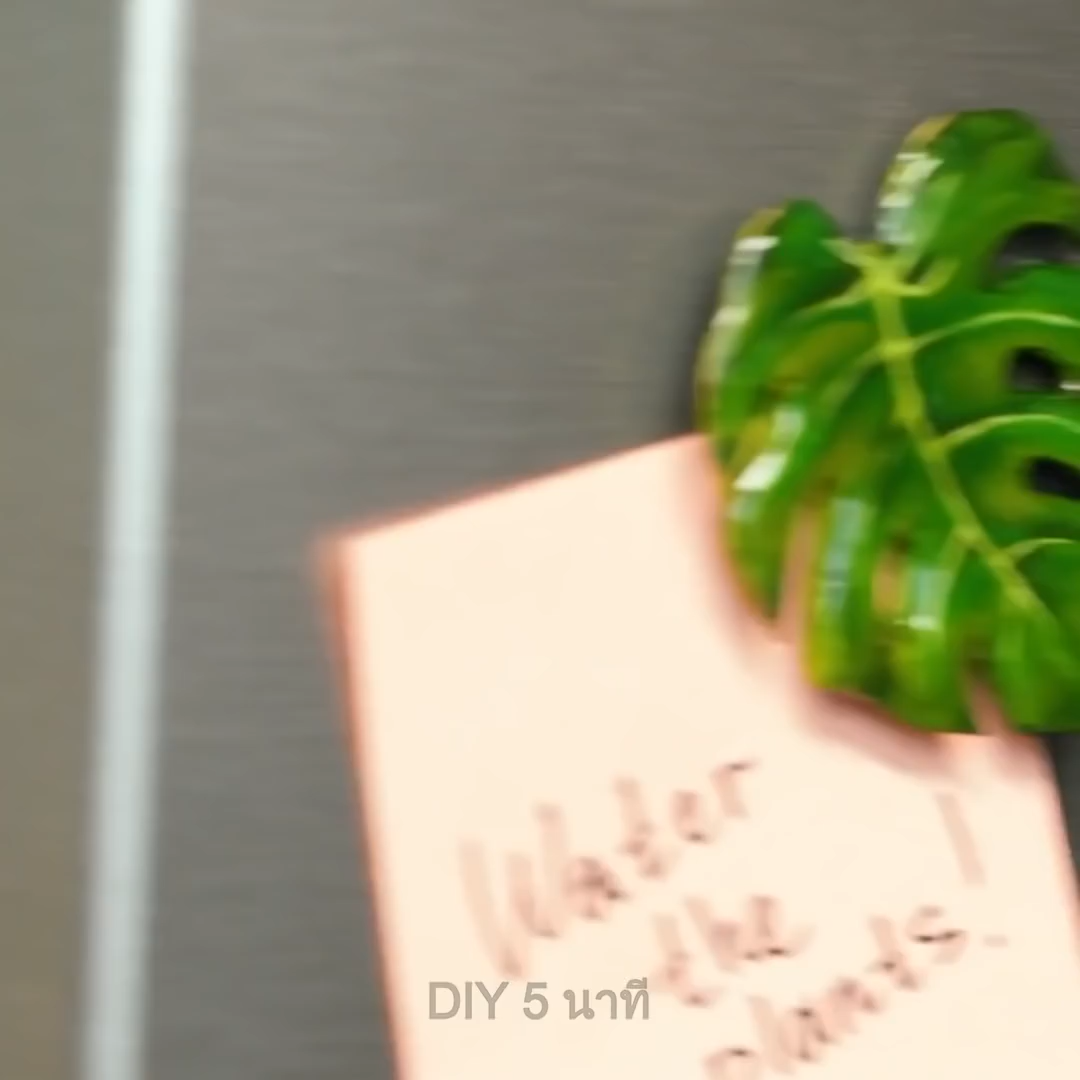 Water
the
plants.
DIY 5 นาที